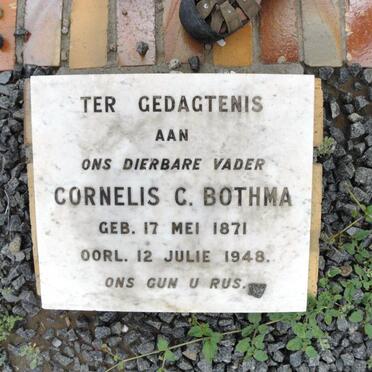 TER GEDAGTENIS
AAN
ONS DIERBARE VADER
CORNELIS C. BOTHMA
GEB. 17 MEI 1871
OORL. 12 JULIE 1948.
ONS GUN U RUS.